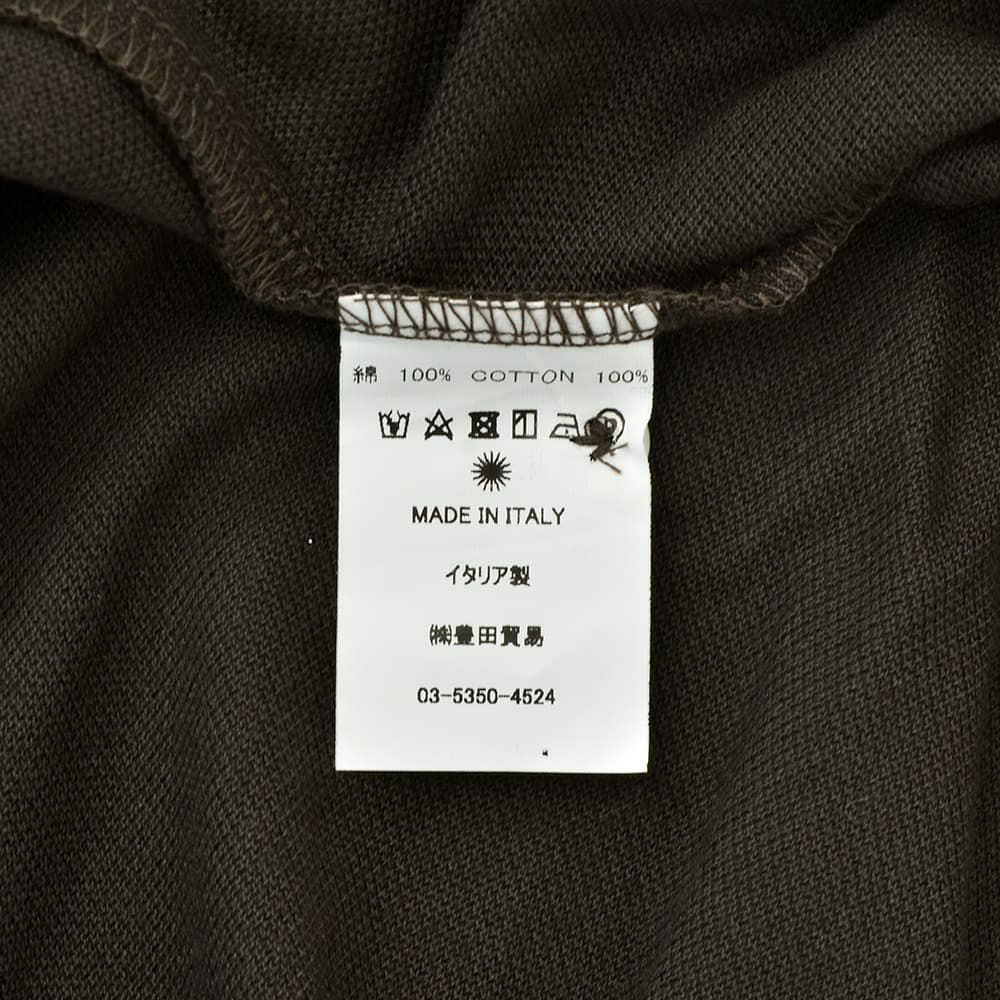 綿 100% COTTON 100%
MADE IN ITALY
イタリア製
㈱豊田貿易
03-5350-4524